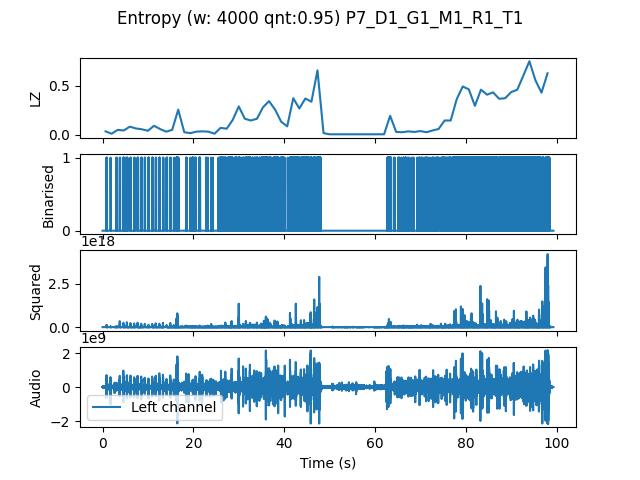 Entropy (w: 4000 qnt:0.95) P7_D1_G1_M1_R1_T1
LZ
0.5
0.0
Binarised
1
0
1e18
Squared
2.5
0.0
1e9
Audio
2
0
−2
Left channel
0 20 40 60 80 100
Time (s)